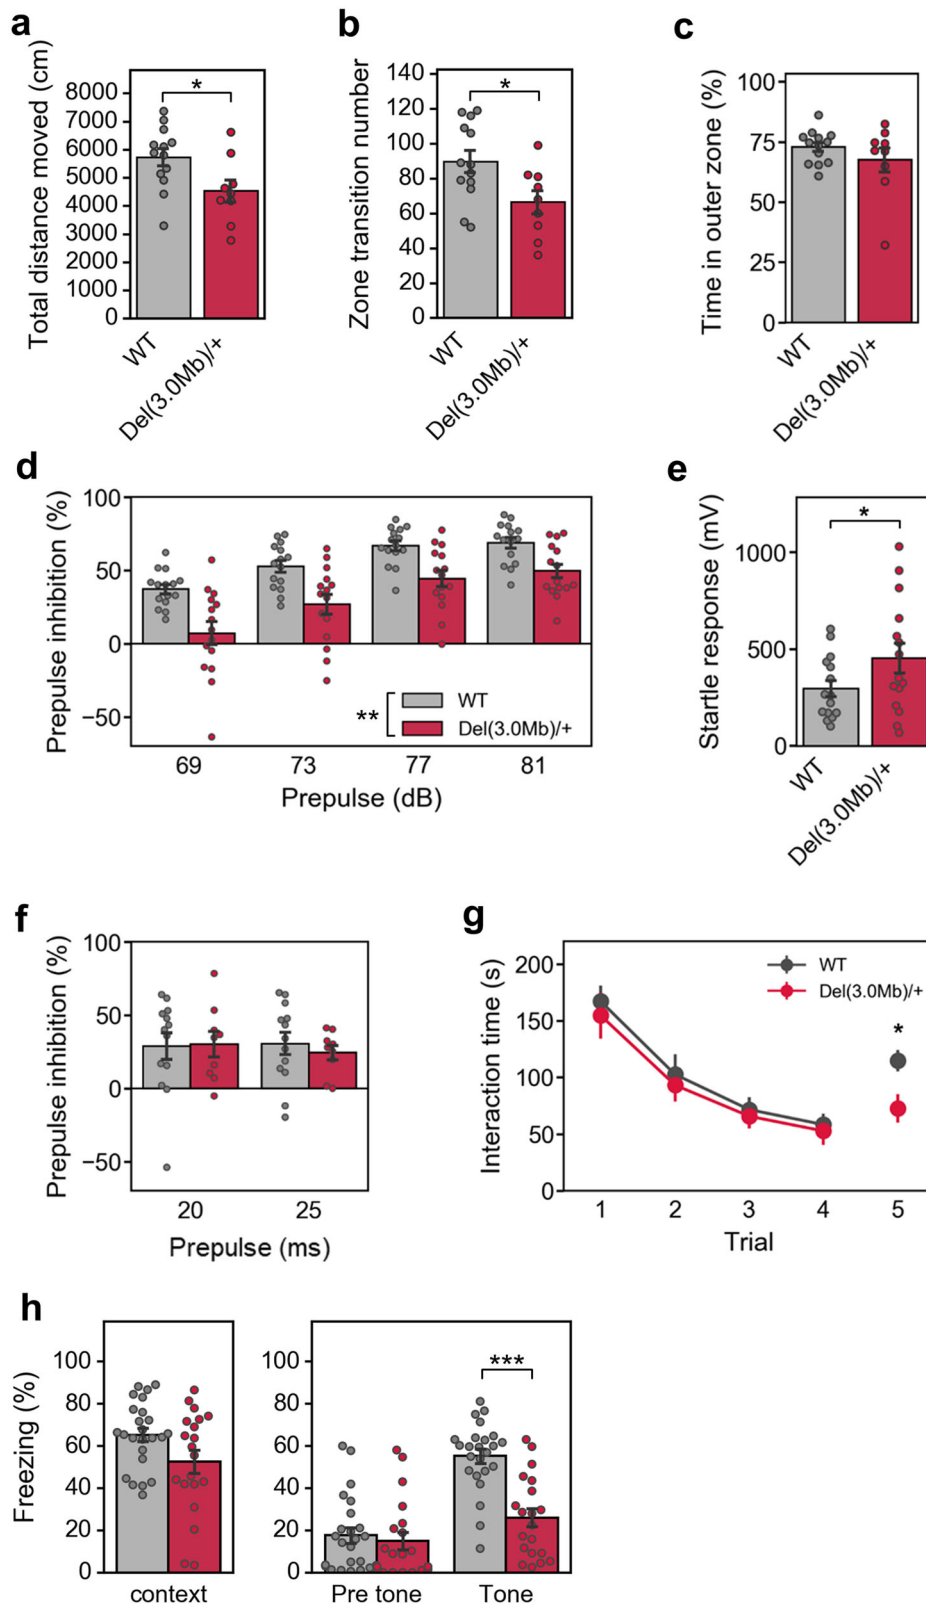 a
Total distance moved (cm)
8000
7000
6000
5000
4000
3000
2000
1000
0
*
WT
Del(3.0Mb)/+
b
Zone transition number
140
120
100
80
60
40
20
0
*
WT
Del(3.0Mb)/+
c
Time in outer zone (%)
100
75
50
25
0
WT
Del(3.0Mb)/+
d
Prepulse inhibition (%)
100
50
0
−50
**
WT
Del(3.0Mb)/+
69 73 77 81
Prepulse (dB)
e
Startle response (mV)
1000
500
0
*
WT
Del(3.0Mb)/+
f
Prepulse inhibition (%)
100
50
0
−50
20 25
Prepulse (ms)
g
Interaction time (s)
200
150
100
50
0
WT
Del(3.0Mb)/+
*
1 2 3 4 5
Trial
h
Freezing (%)
100
80
60
40
20
0
context
100
80
60
40
20
0
***
Pre tone Tone